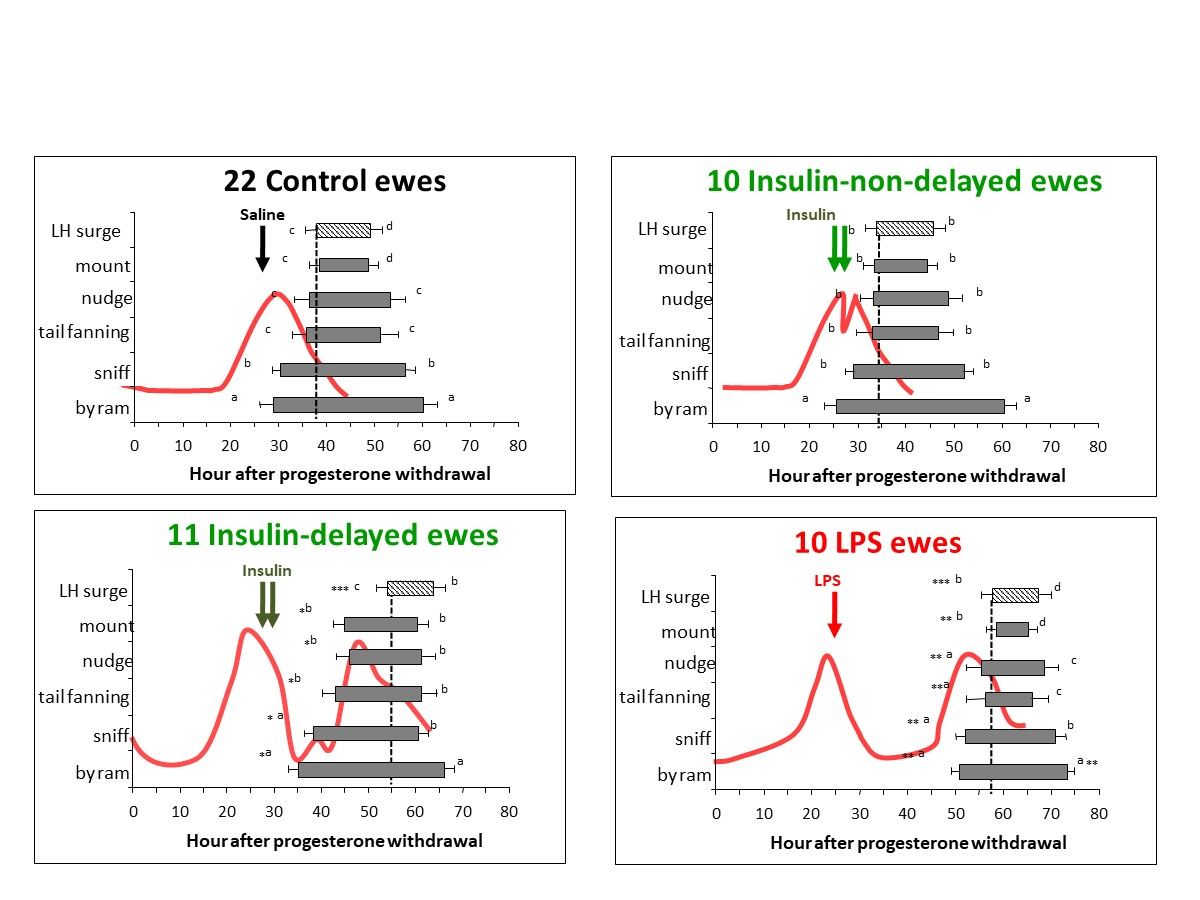 22 Control ewes
Saline
LH surge c d
mount c d
nudge c c
tail fanning c c
sniff b b
by ram a a
0 10 20 30 40 50 60 70 80
Hour after progesterone withdrawal
10 Insulin-non-delayed ewes
Insulin
LH surge b b
mount b b
nudge b b
tail fanning b b
sniff b b
by ram a a
0 10 20 30 40 50 60 70 80
Hour after progesterone withdrawal
11 Insulin-delayed ewes
Insulin
LH surge *** c b
mount *b b
nudge *b b
tail fanning *b b
sniff * a b
by ram *a a
0 10 20 30 40 50 60 70 80
Hour after progesterone withdrawal
10 LPS ewes
LPS
LH surge *** b d
mount ** b d
nudge ** a c
tail fanning **a c
sniff ** a b
by ram ** a a **
0 10 20 30 40 50 60 70 80
Hour after progesterone withdrawal